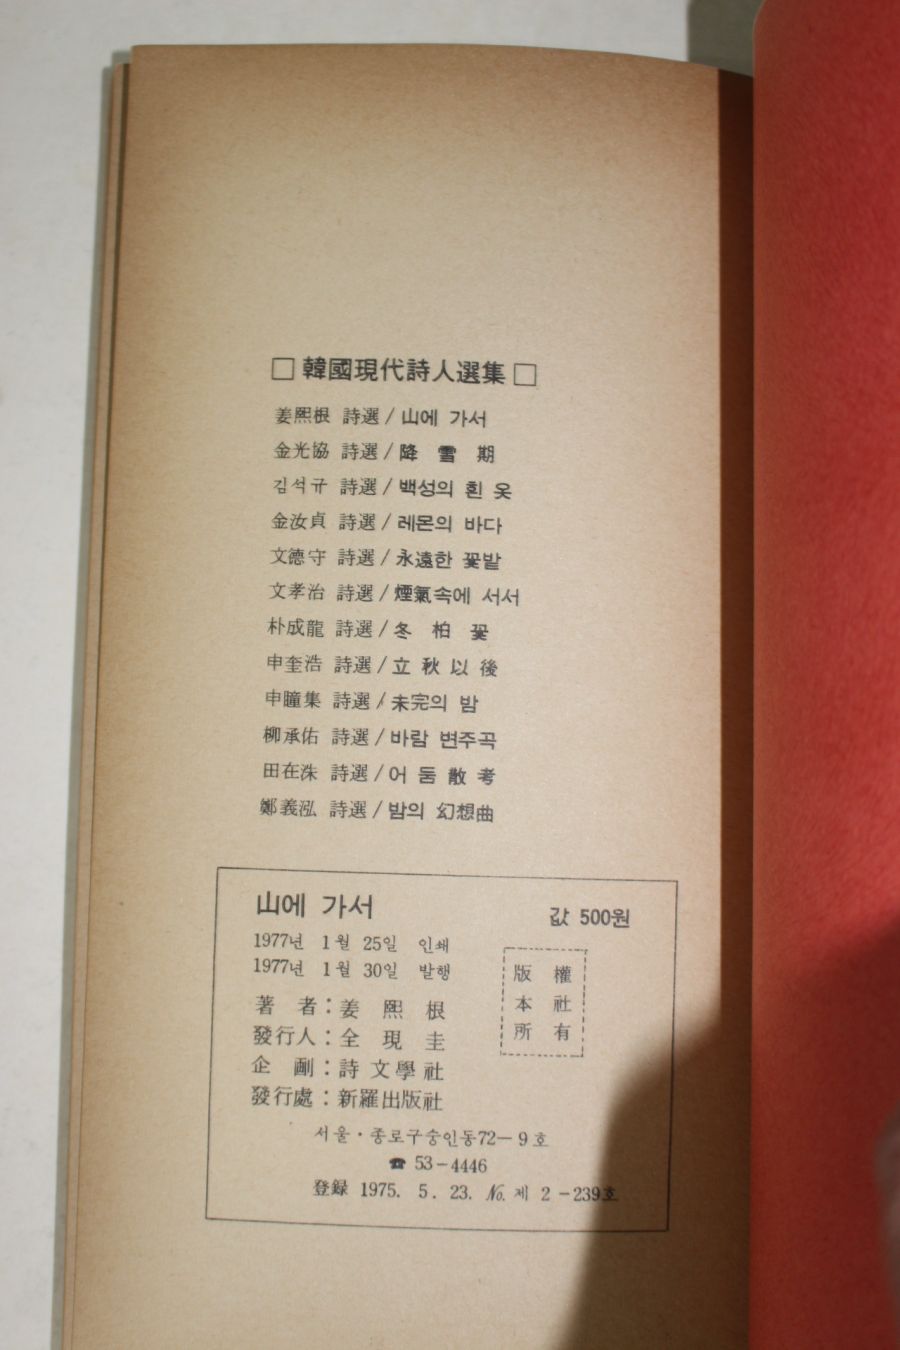 □ 韓國現代詩人選集 □
姜熙根 詩選 / 山에 가서
金光協 詩選 / 降 雪 期
김석규 詩選 / 백성의 흰 옷
金汝貞 詩選 / 레몬의 바다
文德守 詩選 / 永遠한 꽃밭
文孝治 詩選 / 煙氣속에 서서
朴成龍 詩選 / 冬 柏 꽃
申奎浩 詩選 / 立 秋 以 後
申瞳集 詩選 / 未完의 밤
柳承佑 詩選 / 바람 변주곡
田在洙 詩選 / 어 둠 散 考
鄭義泓 詩選 / 밤의 幻想曲
山에 가서
값 500원
1977년 1월 25일 인쇄
1977년 1월 30일 발행
版 權
本 社
所 有
著 者 : 姜 熙 根
發行人 : 全 現 圭
企 劃 : 詩 文 學 社
發行處 : 新羅出版社
서울·종로구숭인동72-9호
☎ 53-4446
登録 1975. 5. 23. No. 제 2-239호